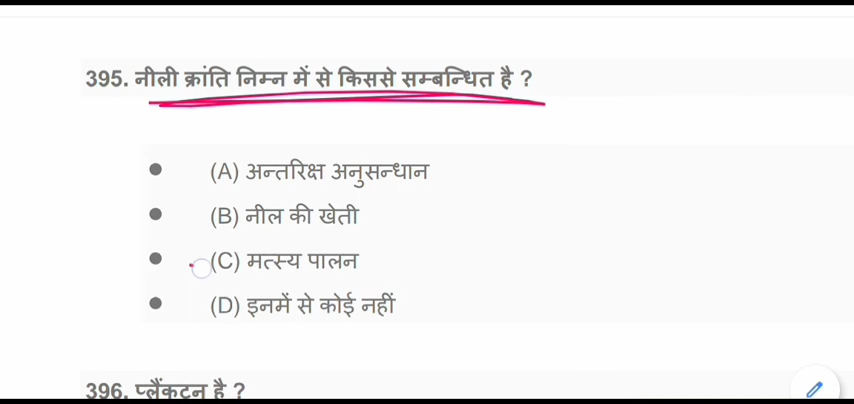 395. नीली क्रांति निम्न में से किससे सम्बन्धित है ?
(A) अन्तरिक्ष अनुसन्धान
(B) नील की खेती
(C) मत्स्य पालन
(D) इनमें से कोई नहीं
396. प्लैंकटन है ?